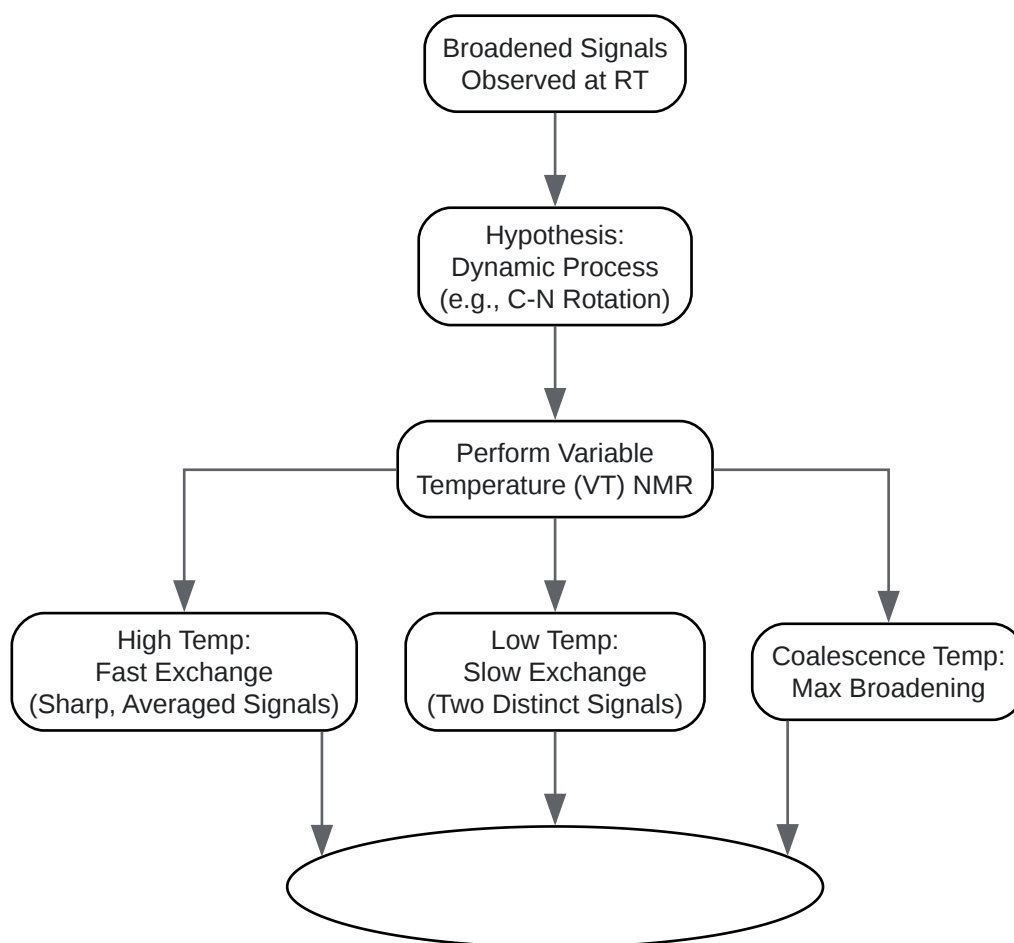 Broadened Signals
Observed at RT
Hypothesis:
Dynamic Process
(e.g., C-N Rotation)
Perform Variable
Temperature (VT) NMR
High Temp:
Fast Exchange
(Sharp, Averaged Signals)
Low Temp:
Slow Exchange
(Two Distinct Signals)
Coalescence Temp:
Max Broadening